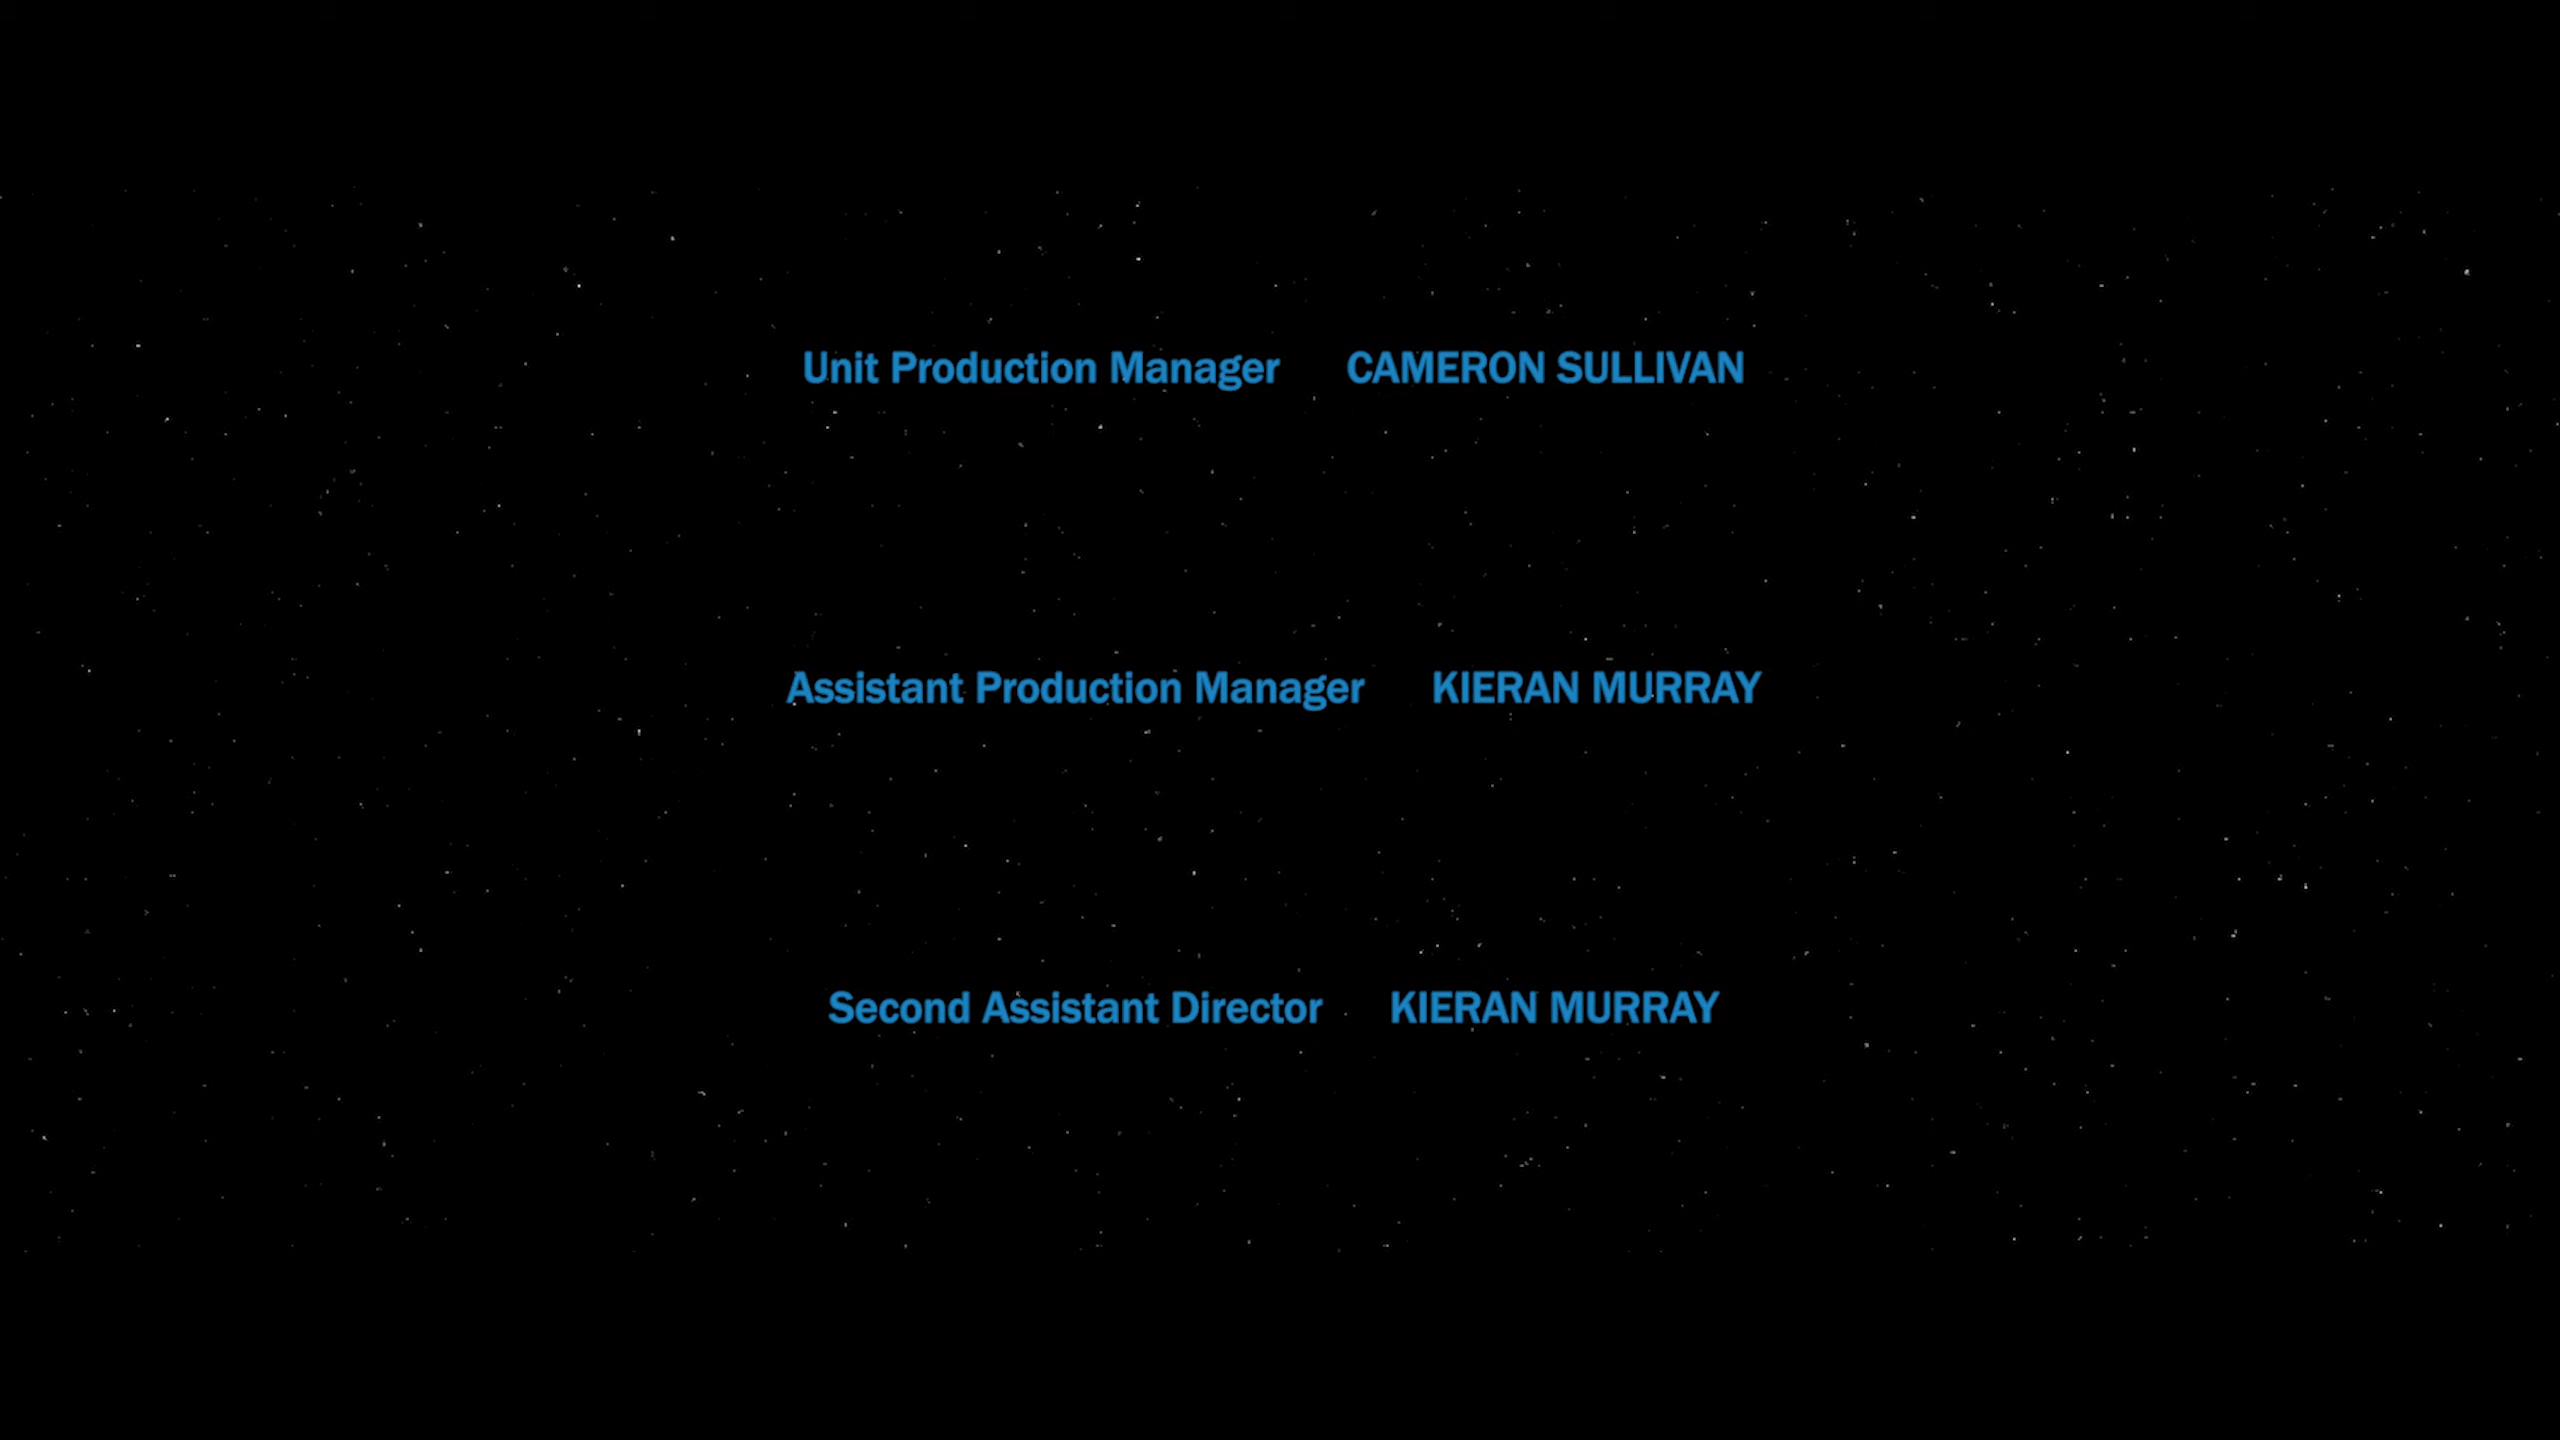 Unit Production Manager CAMERON SULLIVAN
Assistant Production Manager KIERAN MURRAY
Second Assistant Director KIERAN MURRAY